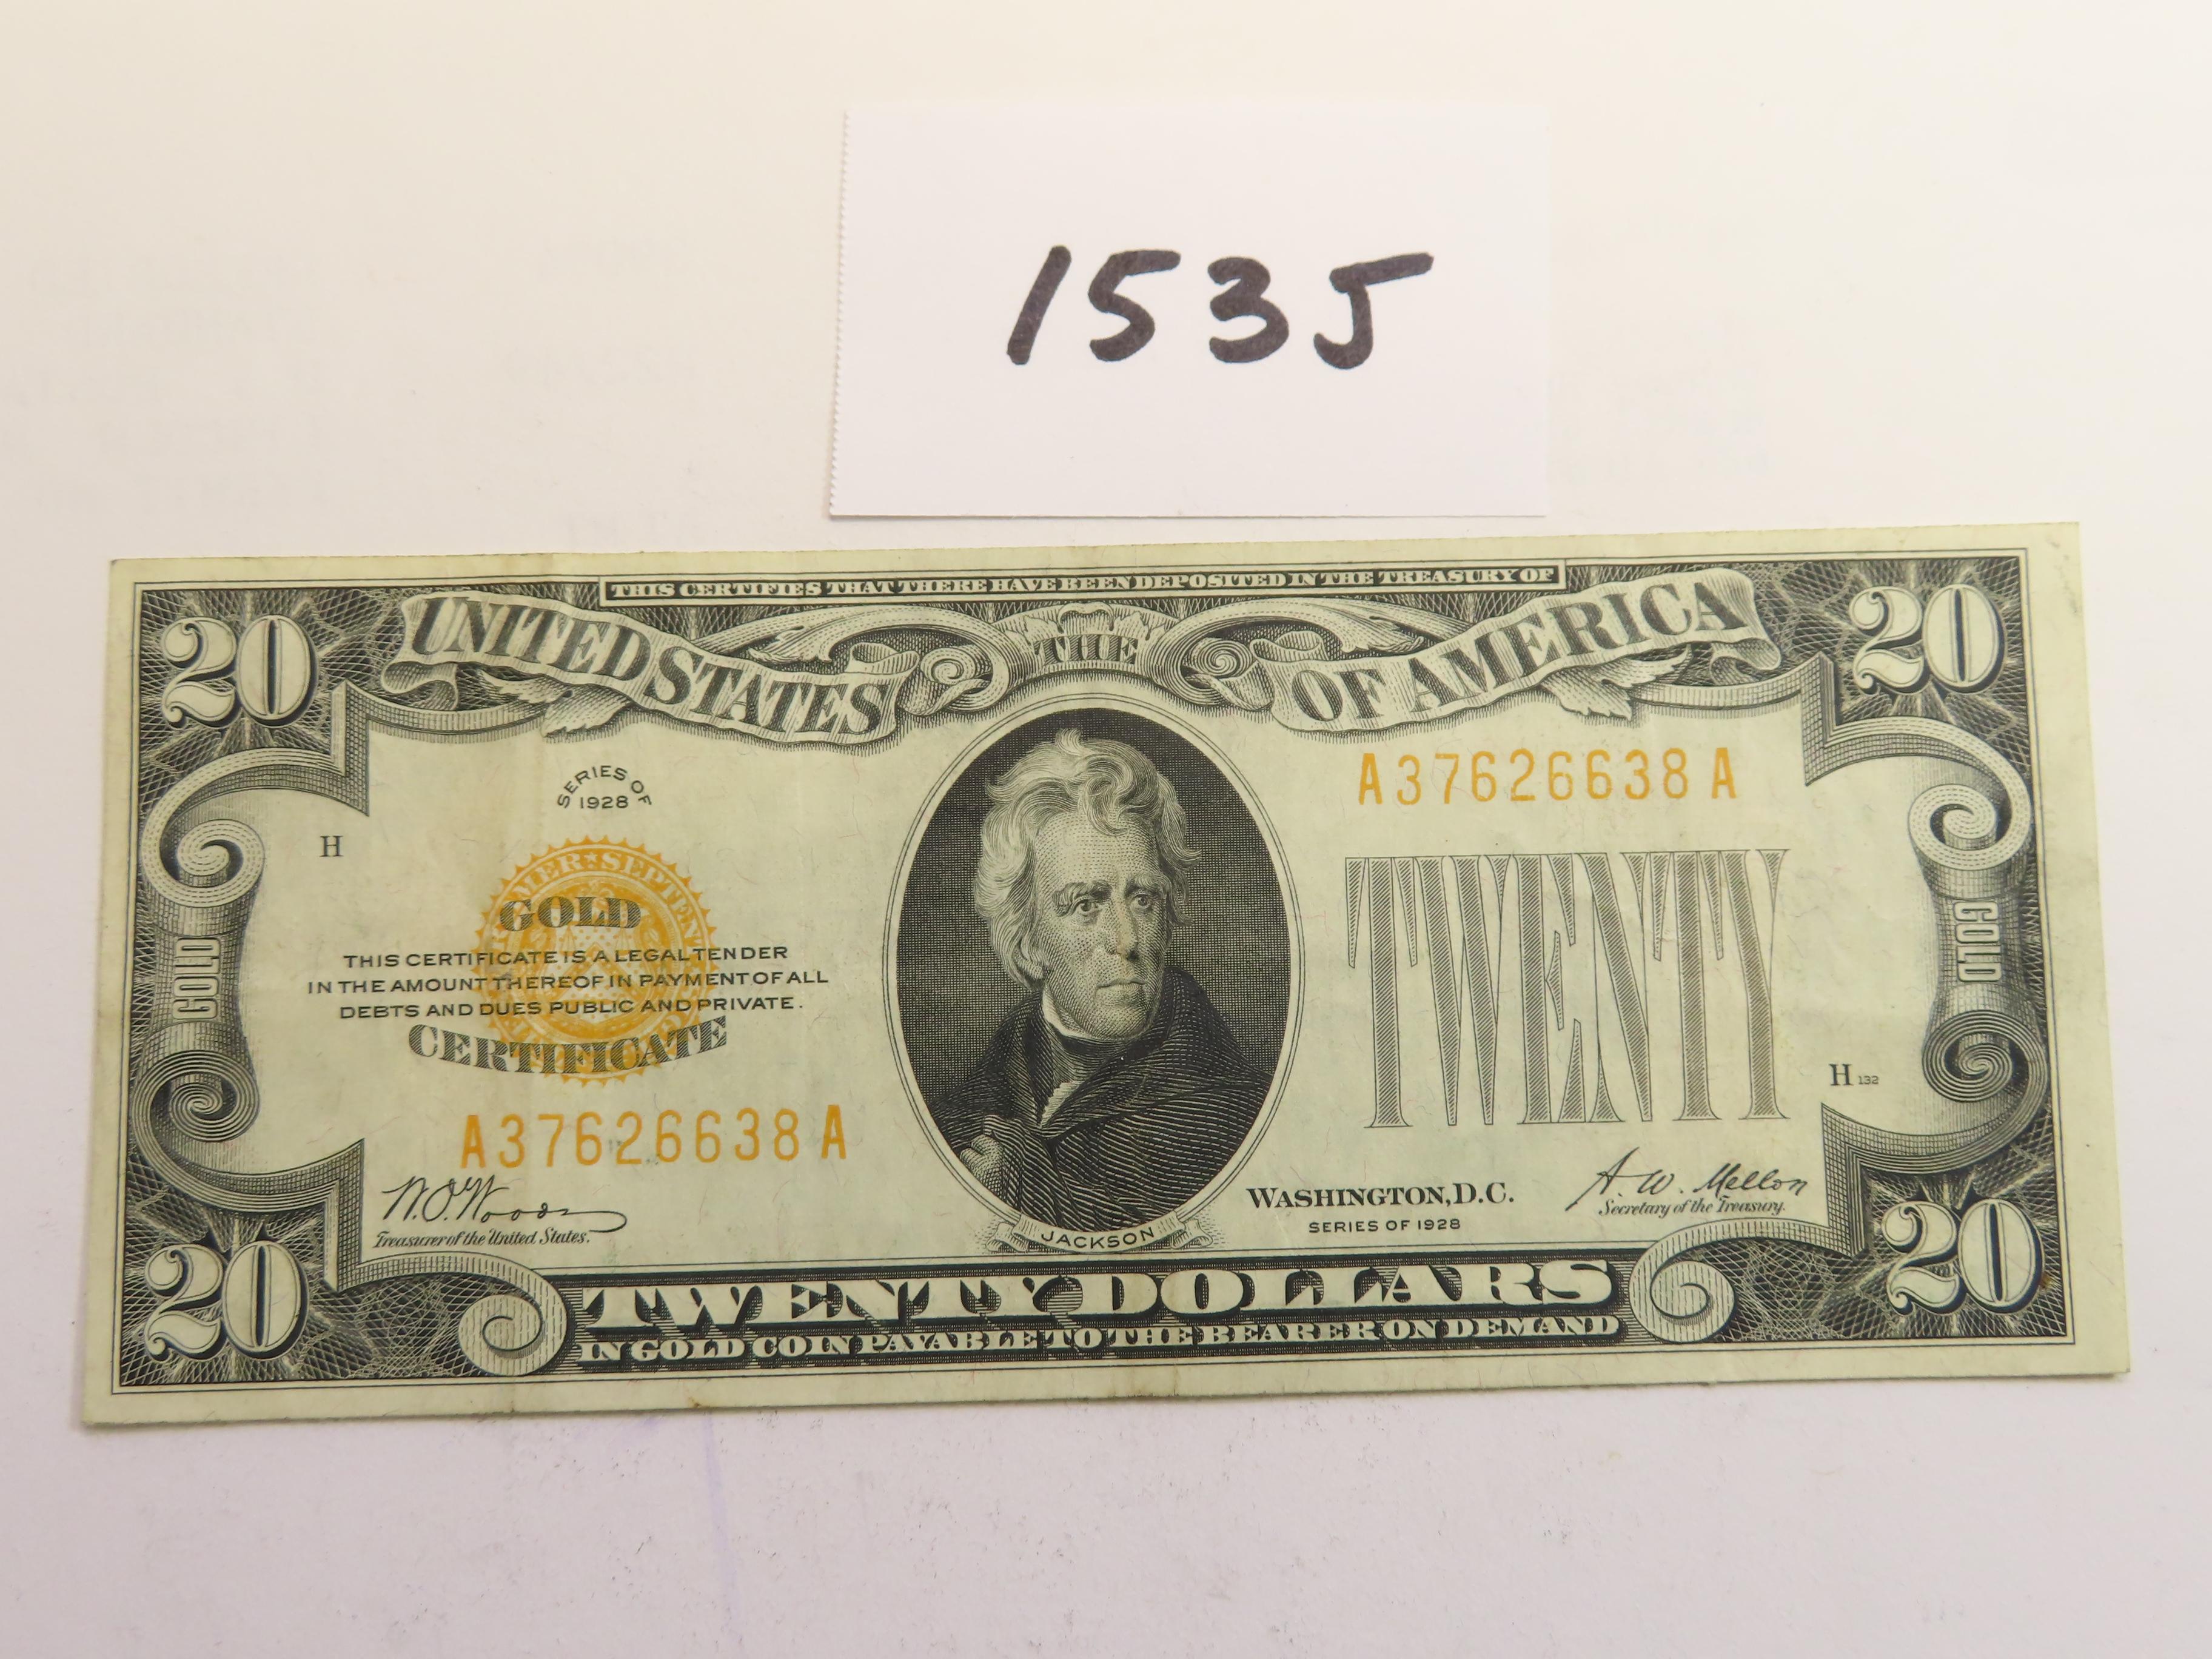 1535
THIS CERTIFIES THAT THERE HAVE BEEN DEPOSITED IN THE TREASURY OF
20
UNITED STATES
THE
OF AMERICA
20
SERIES OF
1928
A37626638A
H
GOLD
TWENTY
GOLD
GOLD
THIS CERTIFICATE IS A LEGAL TENDER
IN THE AMOUNT THEREOF IN PAYMENT OF ALL
DEBTS AND DUES PUBLIC AND PRIVATE.
CERTIFICATE
H 132
A37626638A
W.O. Woods
Treasurer of the United States.
WASHINGTON, D.C.
SERIES OF 1928
A. W. Mellon
Secretary of the Treasury.
JACKSON
20
TWENTY DOLLARS
20
IN GOLD COIN PAYABLE TO THE BEARER ON DEMAND